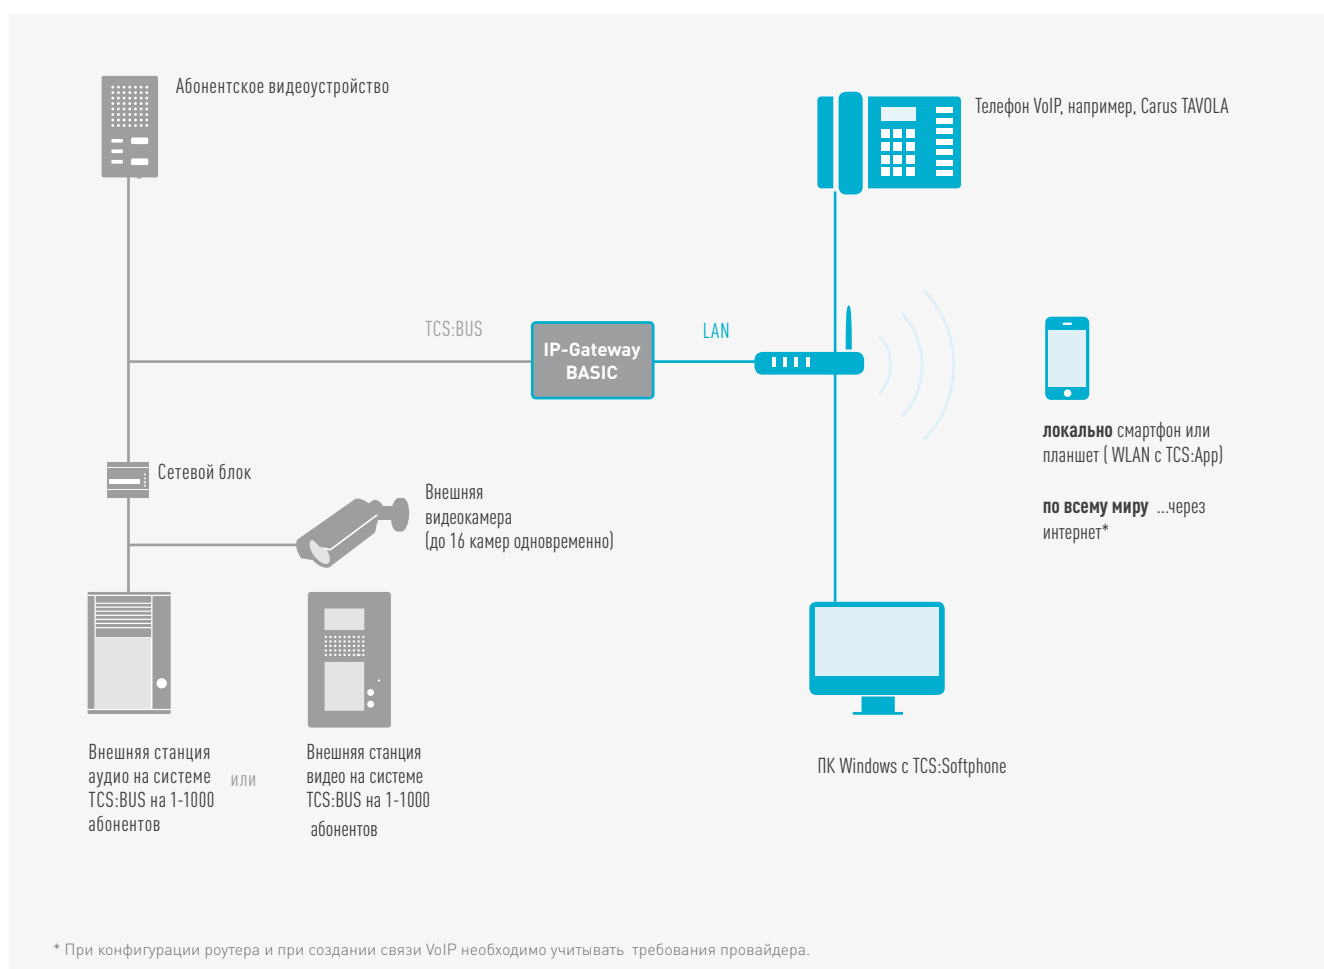 Абонентское видеоустройство
Телефон VoIP, например, Carus TAVOLA
TCS:BUS
IP-Gateway
BASIC
LAN
локально смартфон или
планшет ( WLAN с TCS:App)
по всему миру ...через
интернет*
Сетевой блок
Внешняя
видеокамера
(до 16 камер одновременно)
Внешняя станция
аудио на системе
TCS:BUS на 1-1000
абонентов
или
Внешняя станция
видео на системе
TCS:BUS на 1-1000
абонентов
ПК Windows с TCS:Softphone
* При конфигурации роутера и при создании связи VoIP необходимо учитывать требования провайдера.